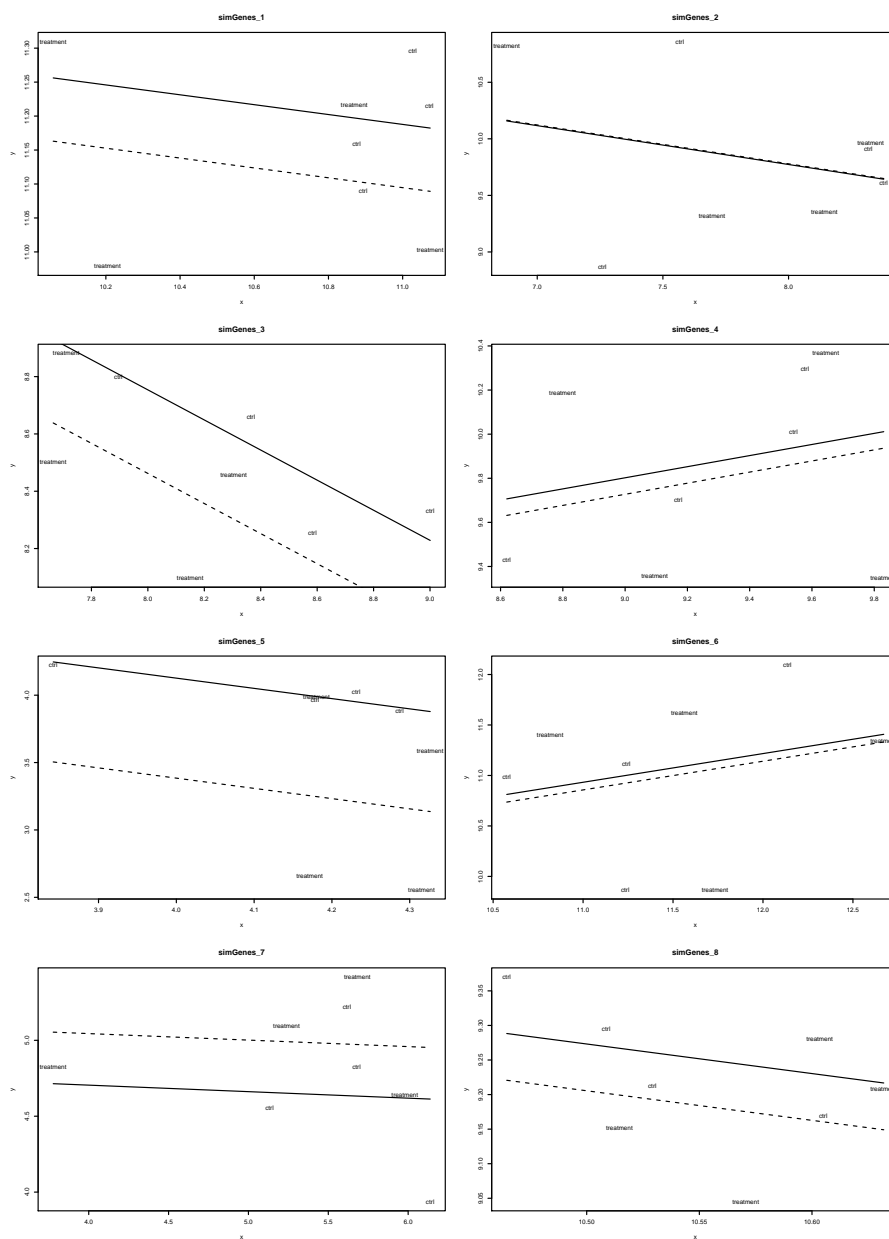 simGenes_1
treatment
ctrl
treatment
ctrl
ctrl
ctrl
treatment
treatment
y
11.00
11.05
11.10
11.15
11.20
11.25
11.30
10.2
10.4
10.6
10.8
11.0
x
simGenes_2
ctrl
treatment
treatment
ctrl
ctrl
treatment
treatment
ctrl
y
9.0
9.5
10.0
10.5
7.0
7.5
8.0
x
simGenes_3
treatment
ctrl
ctrl
treatment
treatment
ctrl
ctrl
treatment
y
8.2
8.4
8.6
8.8
7.8
8.0
8.2
8.4
8.6
8.8
9.0
x
simGenes_4
treatment
ctrl
treatment
ctrl
ctrl
ctrl
treatment
treatm
y
9.4
9.6
9.8
10.0
10.2
10.4
8.6
8.8
9.0
9.2
9.4
9.6
9.8
x
simGenes_5
ctrl
ctrl
treatment
ctrl
ctrl
treatment
treatment
treatment
y
2.5
3.0
3.5
4.0
3.9
4.0
4.1
4.2
4.3
x
simGenes_6
ctrl
treatment
treatment
treatm
ctrl
ctrl
ctrl
treatment
y
10.0
10.5
11.0
11.5
12.0
10.5
11.0
11.5
12.0
12.5
x
simGenes_7
treatment
ctrl
treatment
treatment
ctrl
treatment
ctrl
ctrl
y
4.0
4.5
5.0
4.0
4.5
5.0
5.5
6.0
x
simGenes_8
ctrl
ctrl
treatment
ctrl
treatm
ctrl
treatment
treatment
y
9.05
9.10
9.15
9.20
9.25
9.30
9.35
10.50
10.55
10.60
x